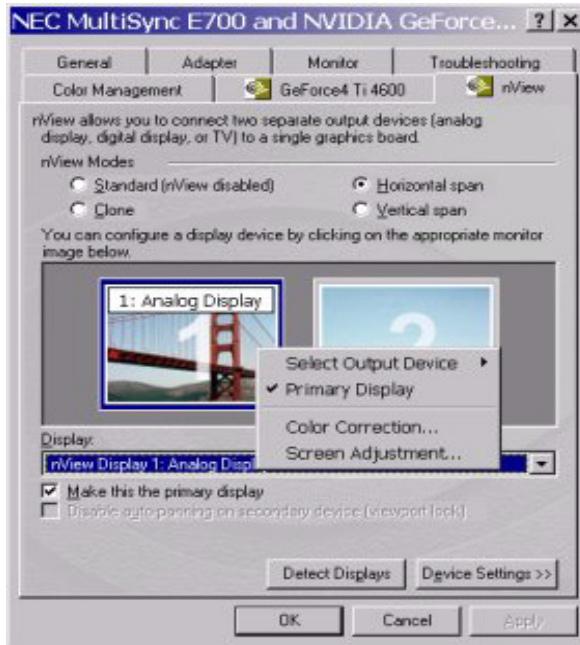 NEC MultiSync E700 and NVIDIA GeForce... ? X
General Adapter Monitor Troubleshooting
Color Management GeForce4 Ti 4600 nView
nView allows you to connect two separate output devices (analog
display, digital display, or TV) to a single graphics board.
nView Modes
Standard (nView disabled) Horizontal span
Clone Vertical span
You can configure a display device by clicking on the appropriate monitor
image below.
1: Analog Display
1 2
Select Output Device
Primary Display
Color Correction...
Screen Adjustment...
Display:
nView Display 1: Analog Displ
Make this the primary display
Disable auto-panning on secondary device (viewport lock)
Detect Displays Device Settings >>
OK Cancel Apply